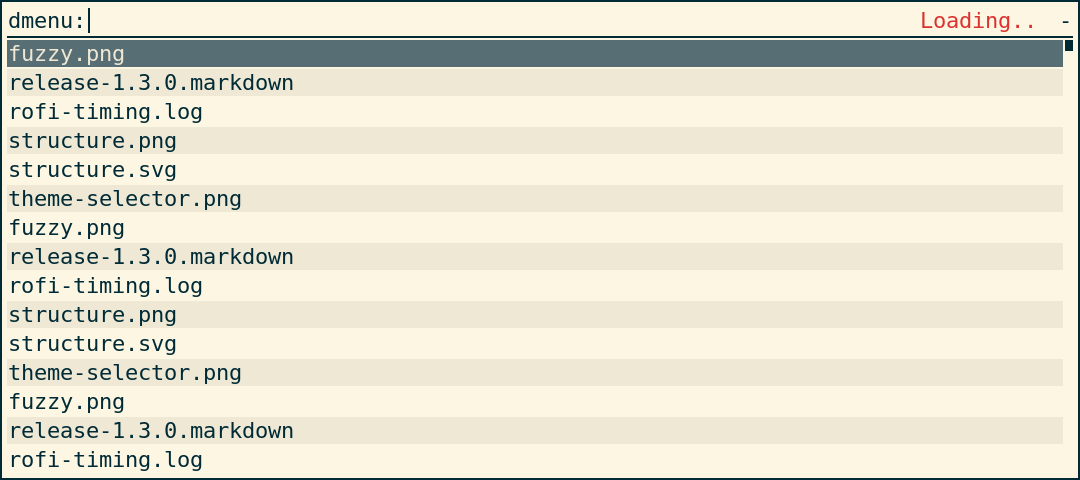 dmenu: Loading.. -
fuzzy.png
release-1.3.0.markdown
rofi-timing.log
structure.png
structure.svg
theme-selector.png
fuzzy.png
release-1.3.0.markdown
rofi-timing.log
structure.png
structure.svg
theme-selector.png
fuzzy.png
release-1.3.0.markdown
rofi-timing.log